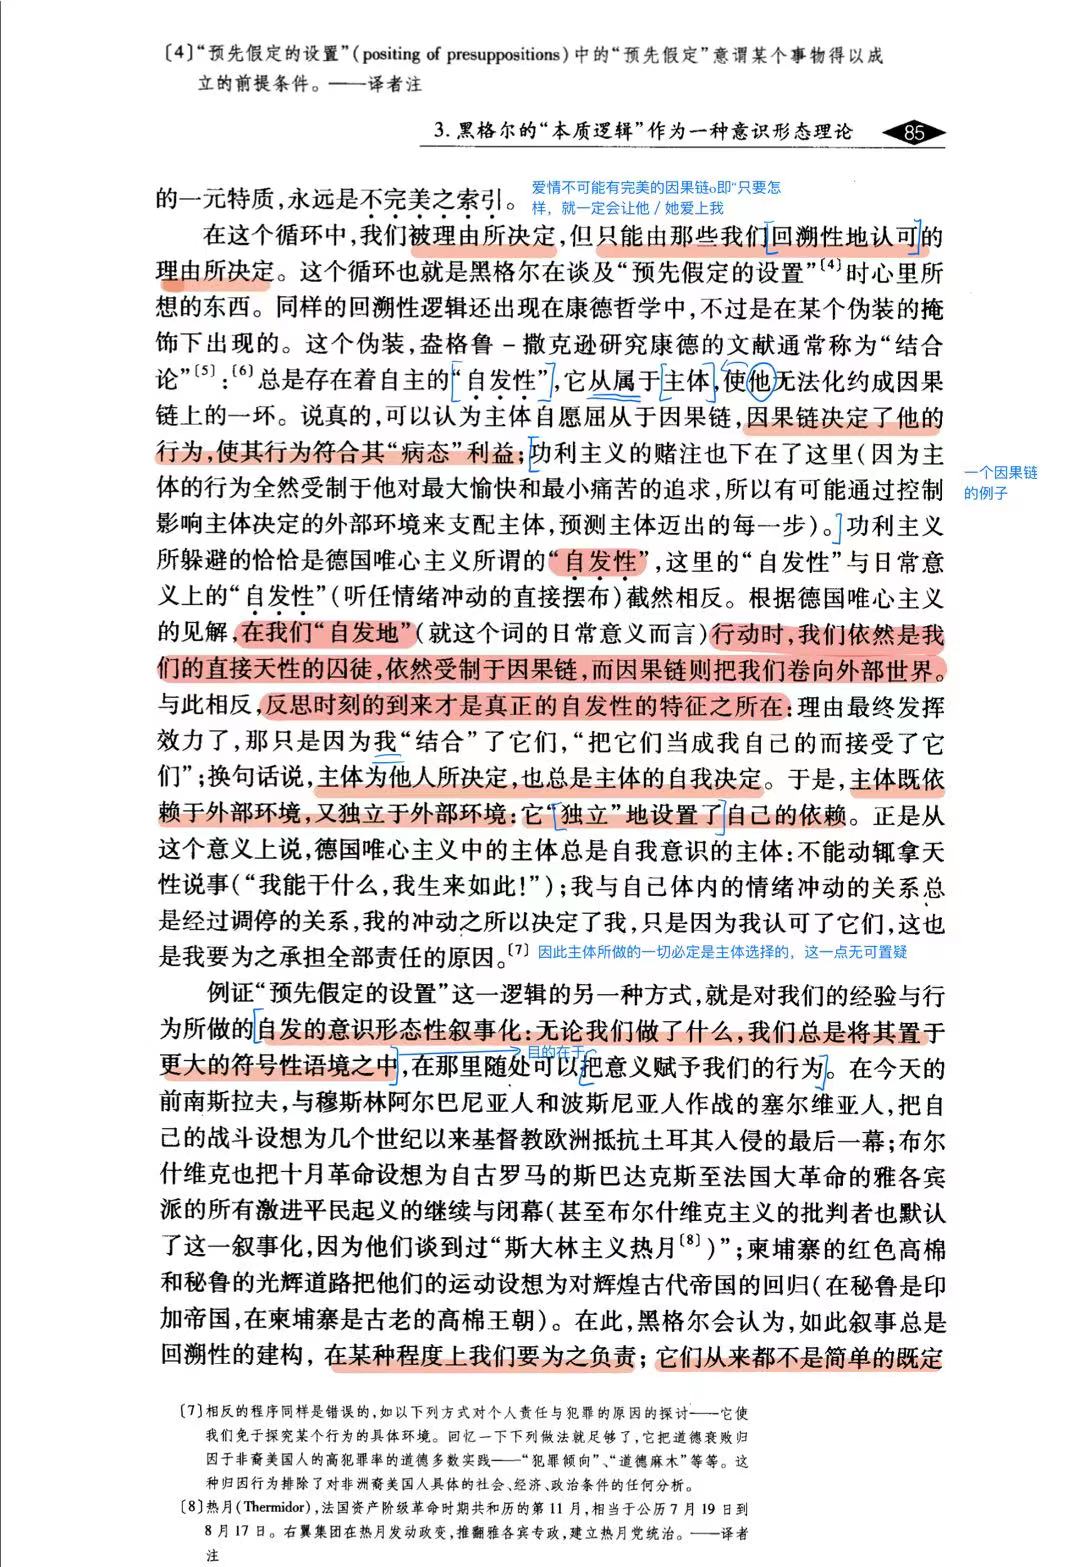 〔4〕“预先假定的设置”(positing of presuppositions)中的“预先假定”意谓某个事物得以成
立的前提条件。——译者注
3. 黑格尔的“本质逻辑”作为一种意识形态理论 85
的一元特质,永远是不完美之索引。
爱情不可能有完美的因果链。即“只要怎
样，就一定会让他 / 她爱上我
在这个循环中,我们被理由所决定,但只能由那些我们回溯性地认可的
理由所决定。这个循环也就是黑格尔在谈及“预先假定的设置”〔4〕时心里所
想的东西。同样的回溯性逻辑还出现在康德哲学中,不过是在某个伪装的掩
饰下出现的。这个伪装,盎格鲁－撒克逊研究康德的文献通常称为“结合
论”〔5〕:〔6〕总是存在着自主的“自发性”,它从属于主体,使他无法化约成因果
链上的一环。说真的,可以认为主体自愿屈从于因果链,因果链决定了他的
行为,使其行为符合其“病态”利益;功利主义的赌注也下在了这里(因为主
一个因果链
的例子
体的行为全然受制于他对最大愉快和最小痛苦的追求,所以有可能通过控制
影响主体决定的外部环境来支配主体,预测主体迈出的每一步)。功利主义
所躲避的恰恰是德国唯心主义所谓的“自发性”,这里的“自发性”与日常意
义上的“自发性”(听任情绪冲动的直接摆布)截然相反。根据德国唯心主义
的见解,在我们“自发地”(就这个词的日常意义而言)行动时,我们依然是我
们的直接天性的囚徒,依然受制于因果链,而因果链则把我们卷向外部世界。
与此相反,反思时刻的到来才是真正的自发性的特征之所在:理由最终发挥
效力了,那只是因为我“结合”了它们,“把它们当成我自己的而接受了它
们”;换句话说,主体为他人所决定,也总是主体的自我决定。于是,主体既依
赖于外部环境,又独立于外部环境:它“独立”地设置了自己的依赖。正是从
这个意义上说,德国唯心主义中的主体总是自我意识的主体:不能动辄拿天
性说事(“我能干什么,我生来如此!”);我与自己体内的情绪冲动的关系总
是经过调停的关系,我的冲动之所以决定了我,只是因为我认可了它们,这也
是我要为之承担全部责任的原因。〔7〕 因此主体所做的一切必定是主体选择的，这一点无可置疑
例证“预先假定的设置”这一逻辑的另一种方式,就是对我们的经验与行
为所做的自发的意识形态性叙事化:无论我们做了什么,我们总是将其置于
目的在于
更大的符号性语境之中,在那里随处可以把意义赋予我们的行为。在今天的
前南斯拉夫,与穆斯林阿尔巴尼亚人和波斯尼亚人作战的塞尔维亚人,把自
己的战斗设想为几个世纪以来基督教欧洲抵抗土耳其入侵的最后一幕;布尔
什维克也把十月革命设想为自古罗马的斯巴达克斯至法国大革命的雅各宾
派的所有激进平民起义的继续与闭幕(甚至布尔什维克主义的批判者也默认
了这一叙事化,因为他们谈到过“斯大林主义热月〔8〕)”;柬埔寨的红色高棉
和秘鲁的光辉道路把他们的运动设想为对辉煌古代帝国的回归(在秘鲁是印
加帝国,在柬埔寨是古老的高棉王朝)。在此,黑格尔会认为,如此叙事总是
回溯性的建构,在某种程度上我们要为之负责;它们从来都不是简单的既定
〔7〕相反的程序同样是错误的,如以下列方式对个人责任与犯罪的原因的探讨——它使
我们免于探究某个行为的具体环境。回忆一下下列做法就足够了,它把道德衰败归
因于非裔美国人的高犯罪率的道德多数实践——“犯罪倾向”、“道德麻木”等等。这
种归因行为排除了对非洲裔美国人具体的社会、经济、政治条件的任何分析。
〔8〕热月(Thermidor),法国资产阶级革命时期共和历的第 11 月,相当于公历 7 月 19 日到
8 月 17 日。右翼集团在热月发动政变,推翻雅各宾专政,建立热月党统治。——译者
注